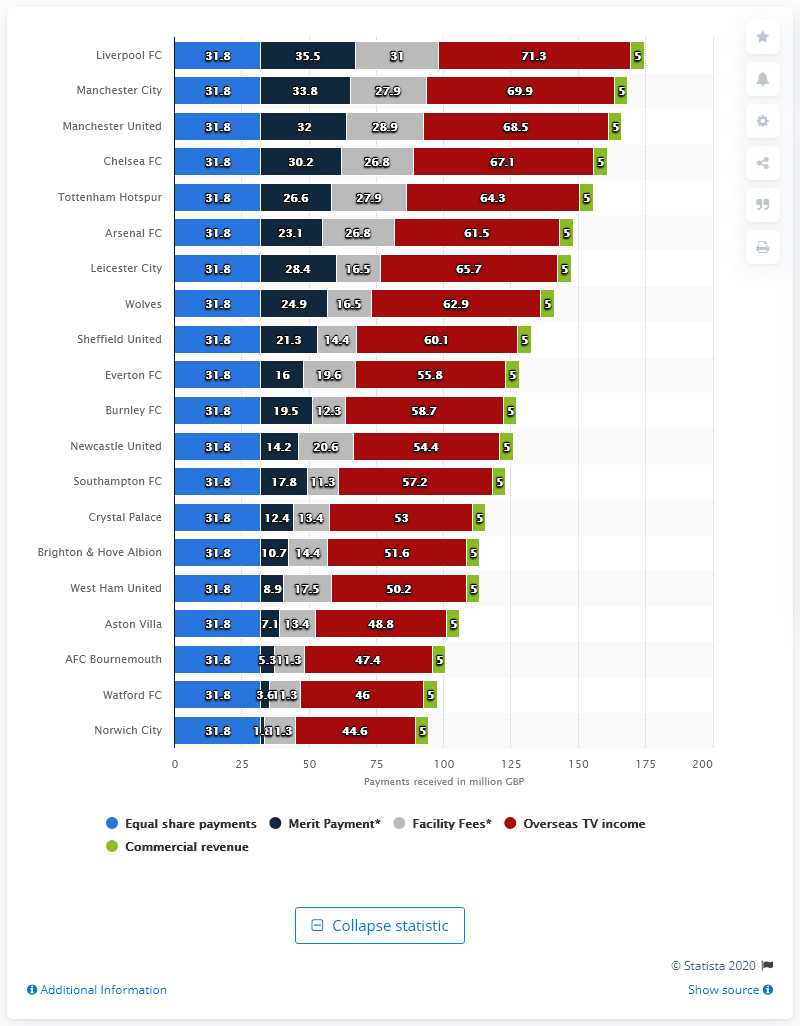 Liverpool FC 31.8 35.5 31 71.3 5
Manchester City 31.8 33.8 27.9 69.9 5
Manchester United 31.8 32 28.9 68.5 5
Chelsea FC 31.8 30.2 26.8 67.1 5
Tottenham Hotspur 31.8 26.6 27.9 64.3 5
Arsenal FC 31.8 23.1 26.8 61.5 5
Leicester City 31.8 28.4 16.5 65.7 5
Wolves 31.8 24.9 16.5 62.9 5
Sheffield United 31.8 21.3 14.4 60.1 5
Everton FC 31.8 16 19.6 55.8 5
Burnley FC 31.8 19.5 12.3 58.7 5
Newcastle United 31.8 14.2 20.6 54.4 5
Southampton FC 31.8 17.8 11.3 57.2 5
Crystal Palace 31.8 12.4 13.4 53 5
Brighton & Hove Albion 31.8 10.7 14.4 51.6 5
West Ham United 31.8 8.9 17.5 50.2 5
Aston Villa 31.8 7.1 13.4 48.8 5
AFC Bournemouth 31.8 5.3 11.3 47.4 5
Watford FC 31.8 3.6 11.3 46 5
Norwich City 31.8 1.8 11.3 44.6 5
0 25 50 75 100 125 150 175 200
Payments received in million GBP
Equal share payments Merit Payment* Facility Fees* Overseas TV income
Commercial revenue
Collapse statistic
© Statista 2020
Additional Information Show source